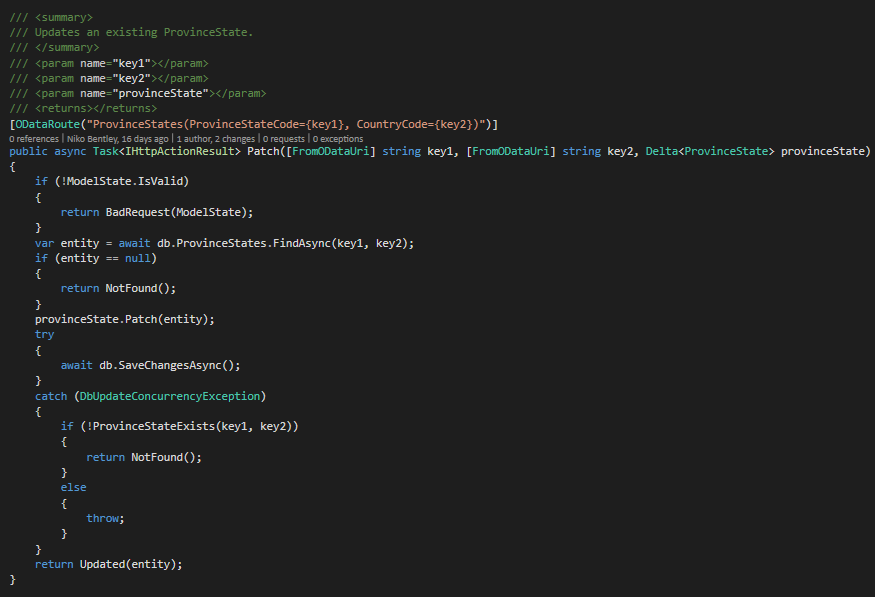 /// <summary>
/// Updates an existing ProvinceState.
/// </summary>
/// <param name="key1"></param>
/// <param name="key2"></param>
/// <param name="provinceState"></param>
/// <returns></returns>
[ODataRoute("ProvinceStates(ProvinceStateCode={key1}, CountryCode={key2})")]
0 references | Niko Bentley, 16 days ago | 1 author, 2 changes | 0 requests | 0 exceptions
public async Task<IHttpActionResult> Patch([FromODataUri] string key1, [FromODataUri] string key2, Delta<ProvinceState> provinceState)
{
    if (!ModelState.IsValid)
    {
        return BadRequest(ModelState);
    }
    var entity = await db.ProvinceStates.FindAsync(key1, key2);
    if (entity == null)
    {
        return NotFound();
    }
    provinceState.Patch(entity);
    try
    {
        await db.SaveChangesAsync();
    }
    catch (DbUpdateConcurrencyException)
    {
        if (!ProvinceStateExists(key1, key2))
        {
            return NotFound();
        }
        else
        {
            throw;
        }
    }
    return Updated(entity);
}